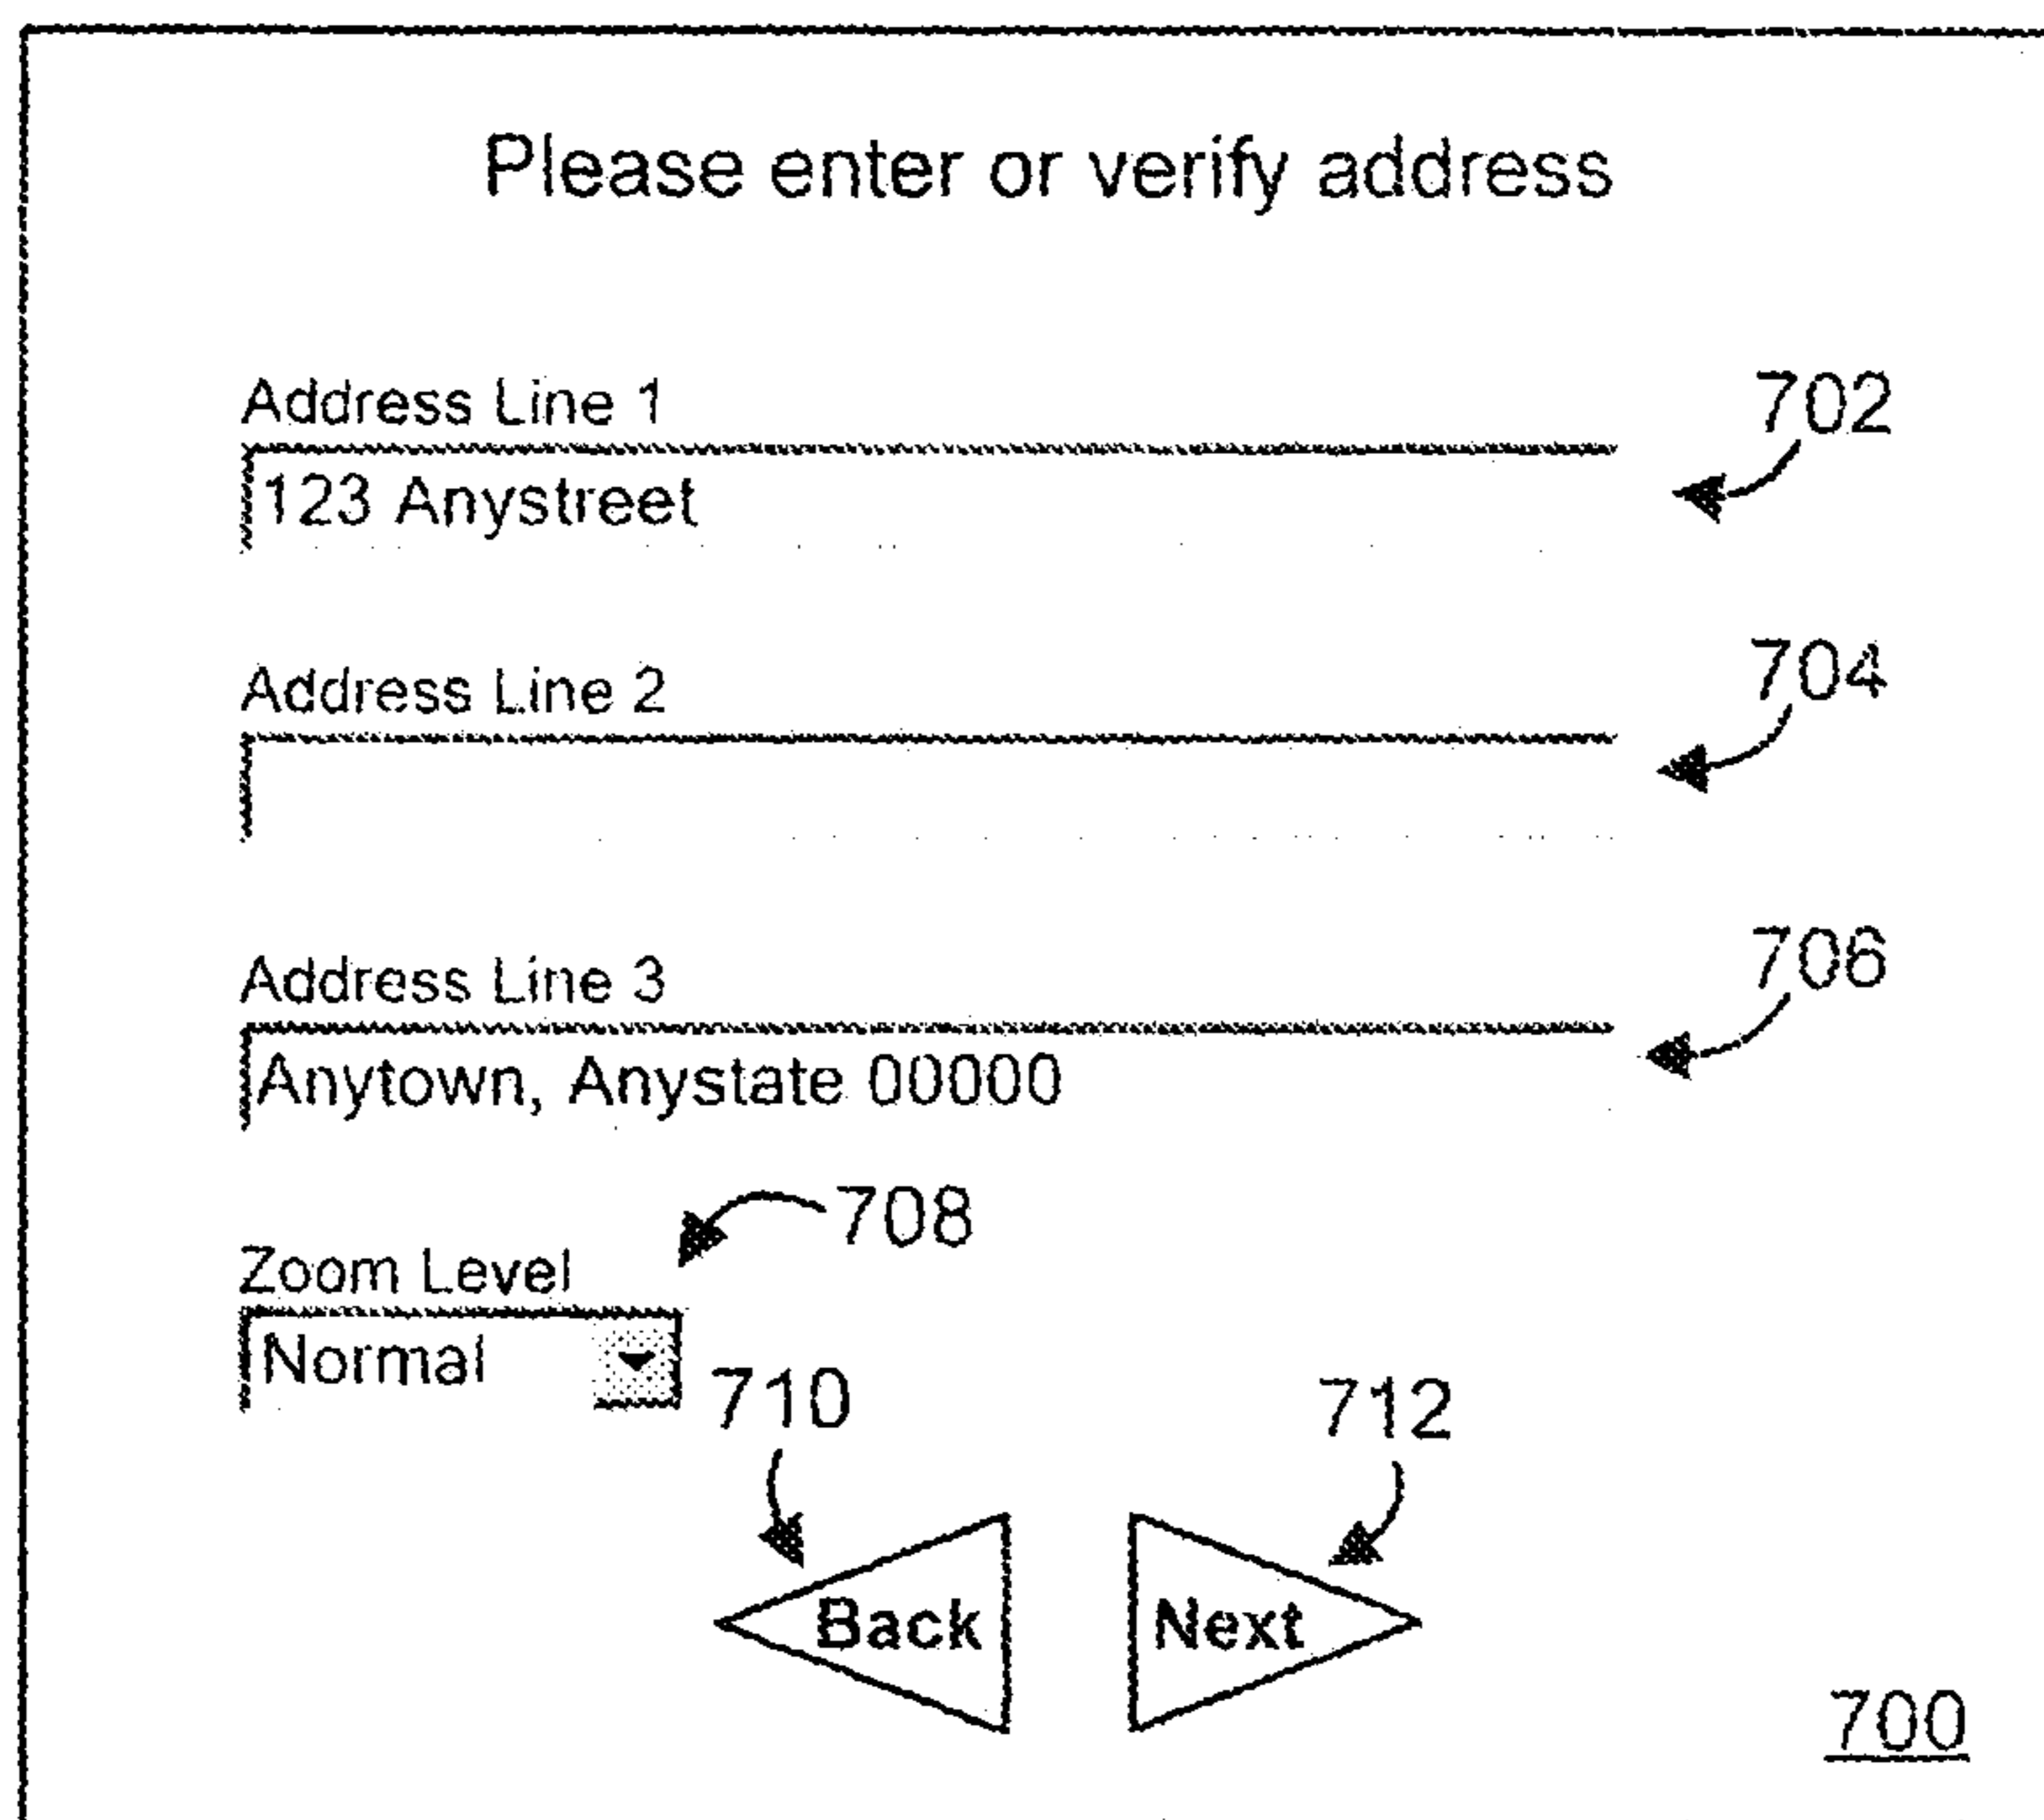 Please enter or verify address
Address Line 1
702
123 Anystreet
Address Line 2
704
Address Line 3
706
Anytown, Anystate 00000
708
Zoom Level
Normal
710
712
Back
Next
700